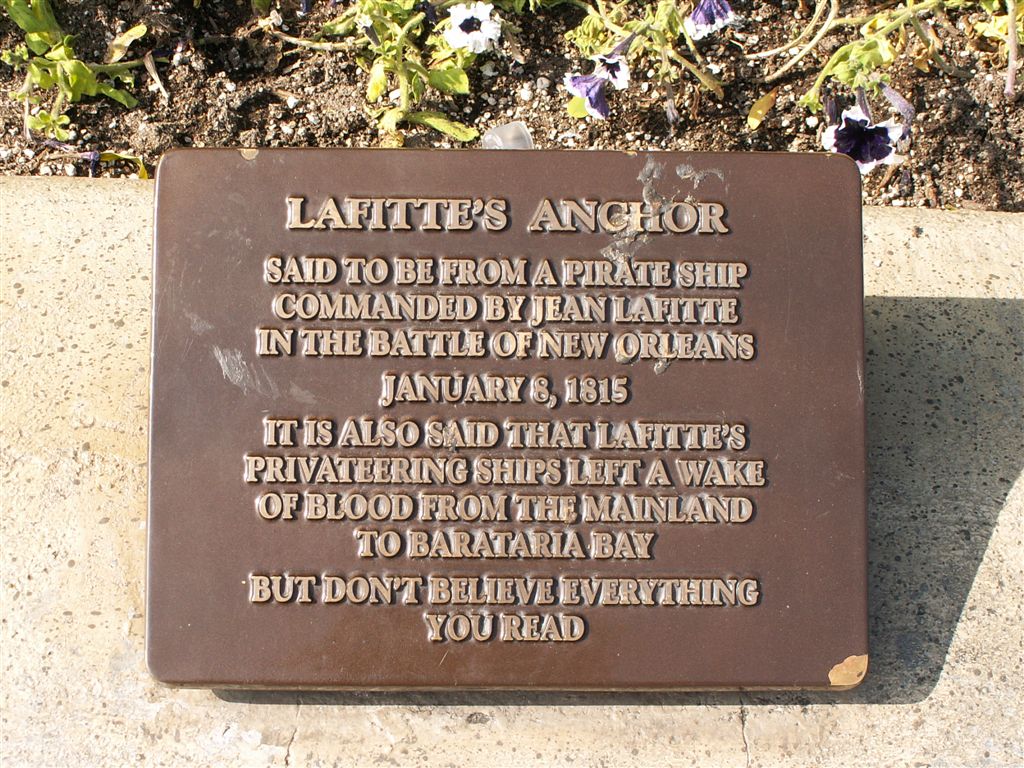 LAFITTE'S ANCHOR
SAID TO BE FROM A PIRATE SHIP
COMMANDED BY JEAN LAFITTE
IN THE BATTLE OF NEW ORLEANS
JANUARY 8, 1815
IT IS ALSO SAID THAT LAFITTE'S
PRIVATEERING SHIPS LEFT A WAKE
OF BLOOD FROM THE MAINLAND
TO BARATARIA BAY
BUT DON'T BELIEVE EVERYTHING
YOU READ